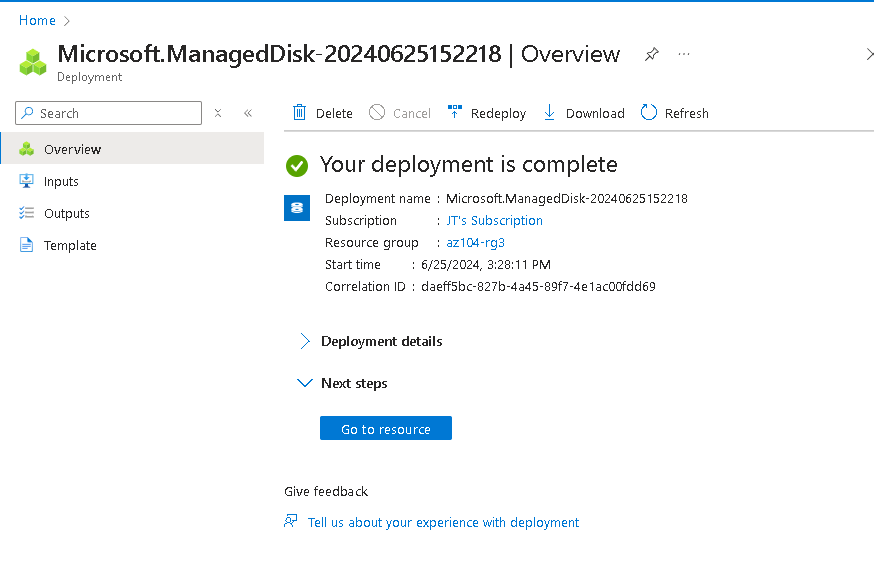 Home
Microsoft.ManagedDisk-20240625152218 | Overview
Deployment
Search
Delete
Cancel
Redeploy
Download
Refresh
Overview
Inputs
Outputs
Template
Your deployment is complete
Deployment name : Microsoft.ManagedDisk-20240625152218
Subscription : JT's Subscription
Resource group : az104-rg3
Start time : 6/25/2024, 3:28:11 PM
Correlation ID : daeff5bc-827b-4a45-89f7-4e1ac00fdd69
Deployment details
Next steps
Go to resource
Give feedback
Tell us about your experience with deployment